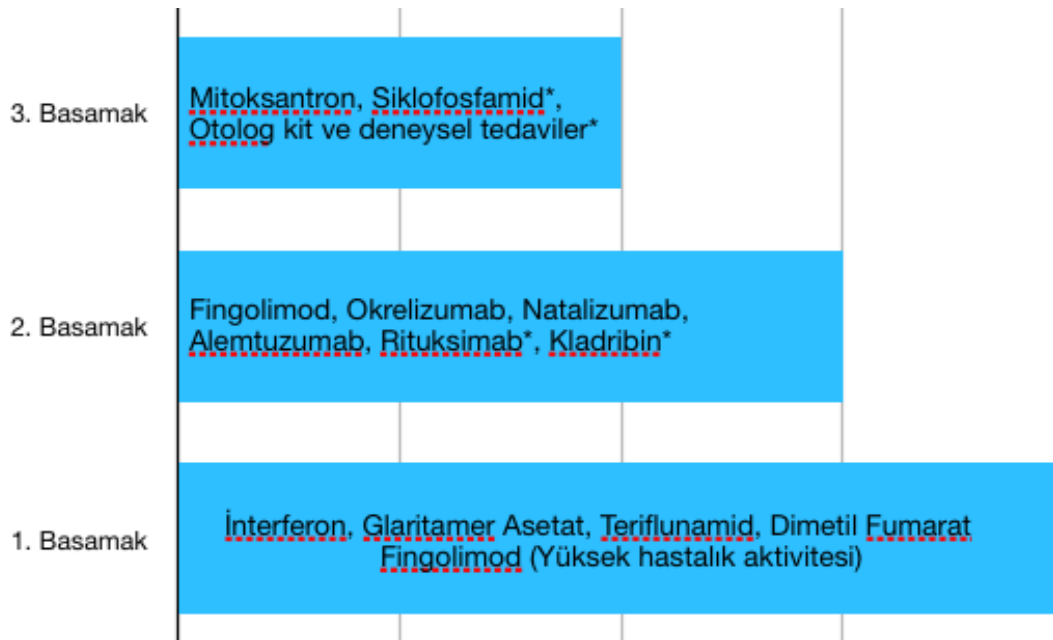 3. Basamak
Mitoksantron, Siklofosfamid*,
Otolog kit ve deneysel tedaviler*
2. Basamak
Fingolimod, Okrelizumab, Natalizumab,
Alemtuzumab, Rituksimab*, Kladribin*
1. Basamak
İnterferon, Glaritamer Asetat, Teriflunamid, Dimetil Fumarat
Fingolimod (Yüksek hastalık aktivitesi)